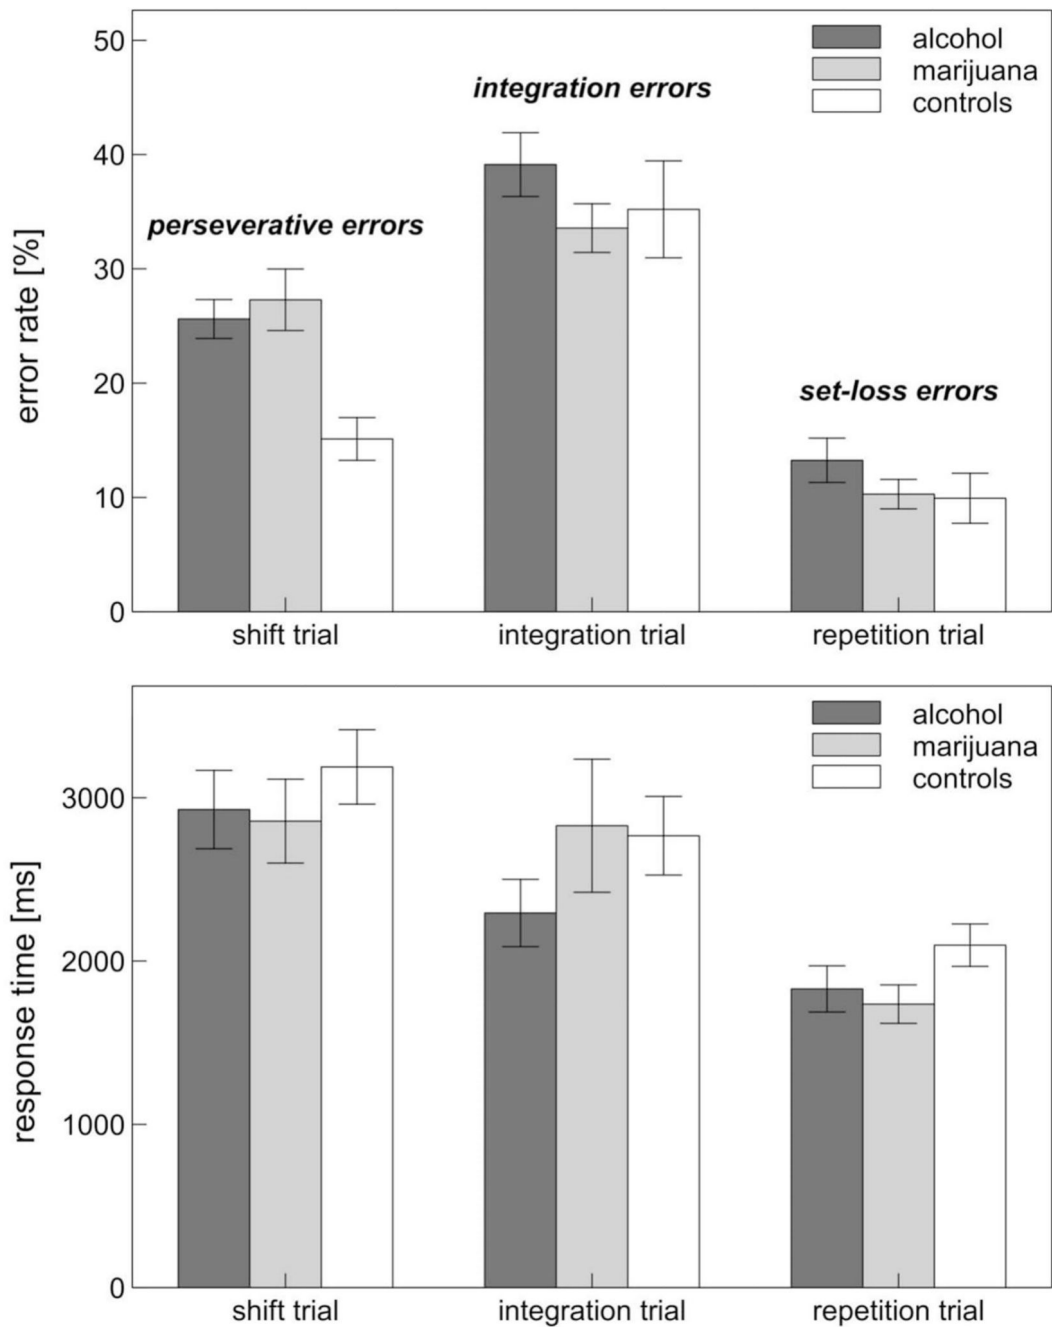 50
alcohol
marijuana
controls
integration errors
40
perseverative errors
30
error rate [%]
20
set-loss errors
10
0
shift trial
integration trial
repetition trial
alcohol
marijuana
controls
3000
response time [ms]
2000
1000
0
shift trial
integration trial
repetition trial